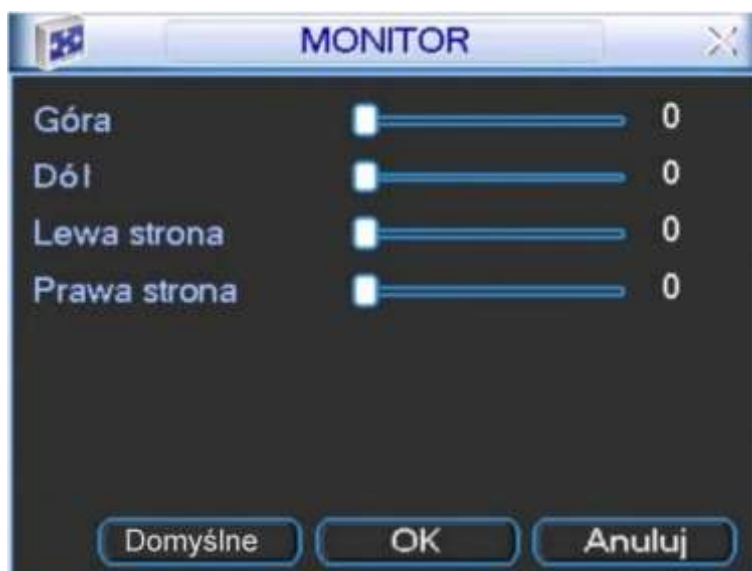 MONITOR
Góra 0
Dół 0
Lewa strona 0
Prawa strona 0
Domyślne OK Anuluj